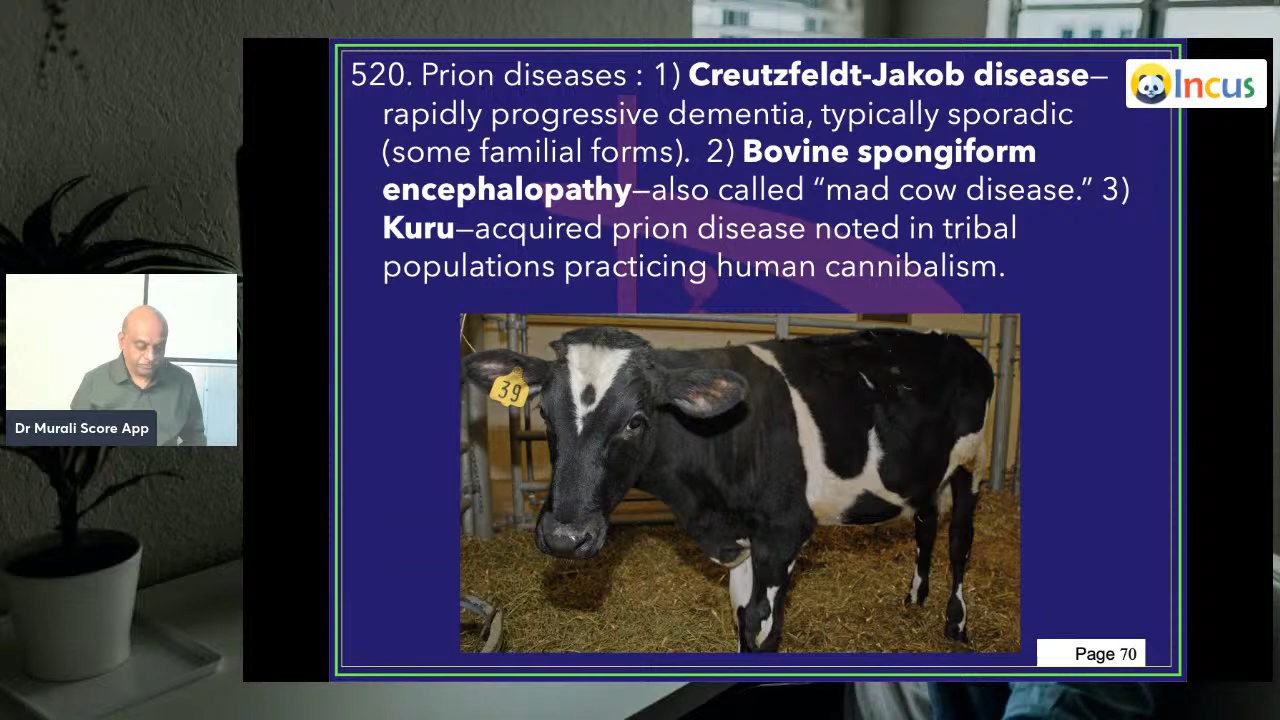 520. Prion diseases : 1) Creutzfeldt-Jakob disease—
rapidly progressive dementia, typically sporadic
(some familial forms).  2) Bovine spongiform
encephalopathy—also called “mad cow disease.” 3)
Kuru—acquired prion disease noted in tribal
populations practicing human cannibalism.
Incus
39
Dr Murali Score App
Page 70